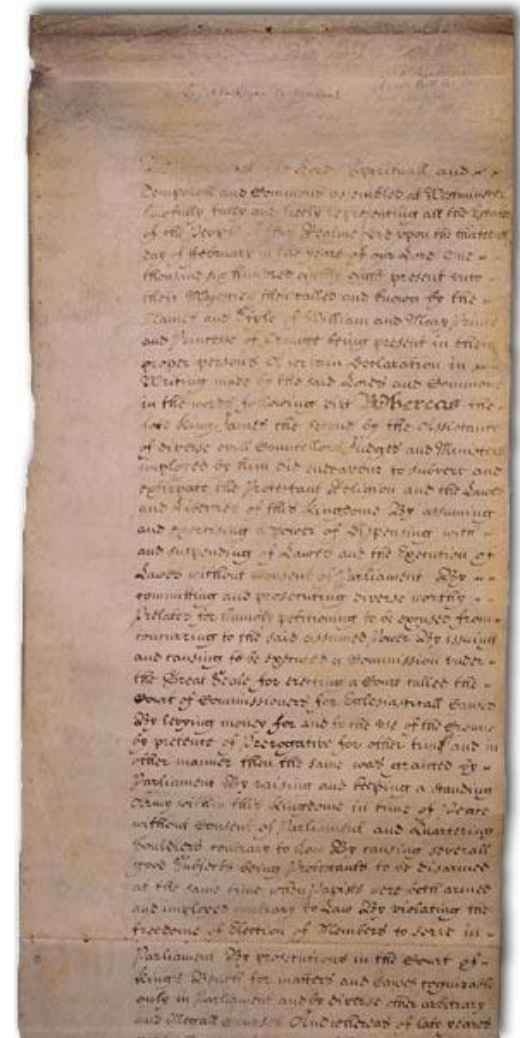 the Lords Spirituall and
Temporall and Commons assembled at Westminster
lawfully fully and freely representing all the Estates
of the People of this Realme did upon the thirteenth
day of February in the yeare of our Lord One
thousand six hundred eighty eight present unto
their Majesties then called and known by the
Names and Style of William and Mary Prince
and Princesse of Orange being present in their
proper persons A certain Declaration in
Writing made by the said Lords and Commons
in the words following vizt Whereas the
late King James the second by the Assistance
of diverse evill Councellors Judges and Ministers
imployed by him did endeavour to subvert and
extirpate the Protestant Religion and the Lawes
and Liberties of this Kingdome By assuming
and exercising a power of Dispensing with
and suspending of Lawes and the Execution of
Lawes without Consent of Parliament By
committing and prosecuting diverse worthy
Prelates for humbly petitioning to be excused from
concurring to the said assumed Power By issuing
and causing to be executed a Commission under
the Great Seale for erecting a Court called the
Court of Commissioners for Ecclesiasticall Causes
By levying money for and to the use of the Crowne
by pretence of Prerogative for other time and in
other manner then the same was granted by
Parliament By raising and keeping a standing
Army within this Kingdome in time of Peace
without Consent of Parliament and Quartering
Souldiers contrary to Law By causing severall
good Subjects being Protestants to be disarmed
at the same time when Papists were both armed
and imployed contrary to Law By violating the
freedome of Election of Members to serve in
Parliament By prosecutions in the Court of
Kings Bench for matters and Causes cognizable
only in Parliament and by diverse other arbitrary
and illegall Courses And whereas of late yeares